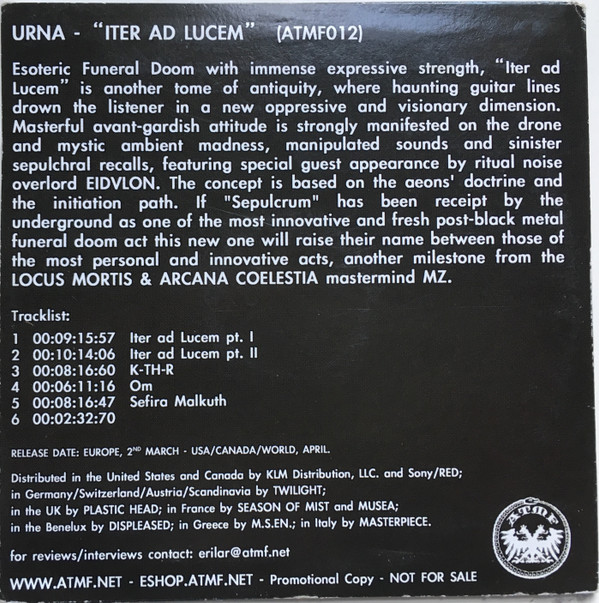 URNA - “ITER AD LUCEM” (ATMF012)
Esoteric Funeral Doom with immense expressive strength, “Iter ad
Lucem” is another tome of antiquity, where haunting guitar lines
drown the listener in a new oppressive and visionary dimension.
Masterful avant-gardish attitude is strongly manifested on the drone
and mystic ambient madness, manipulated sounds and sinister
sepulchral recalls, featuring special guest appearance by ritual noise
overlord EIDVLON. The concept is based on the aeons' doctrine and
the initiation path. If "Sepulcrum" has been receipt by the
underground as one of the most innovative and fresh post-black metal
funeral doom act this new one will raise their name between those of
the most personal and innovative acts, another milestone from the
LOCUS MORTIS & ARCANA COELESTIA mastermind MZ.
Tracklist:
1 00:09:15:57 Iter ad Lucem pt. I
2 00:10:14:06 Iter ad Lucem pt. II
3 00:08:16:60 K-TH-R
4 00:06:11:16 Om
5 00:08:16:47 Sefira Malkuth
6 00:02:32:70
RELEASE DATE: EUROPE, 2ND MARCH - USA/CANADA/WORLD, APRIL.
Distributed in the United States and Canada by KLM Distribution, LLC. and Sony/RED;
in Germany/Switzerland/Austria/Scandinavia by TWILIGHT;
in the UK by PLASTIC HEAD; in France by SEASON OF MIST and MUSEA;
in the Benelux by DISPLEASED; in Greece by M.S.EN.; in Italy by MASTERPIECE.
for reviews/interviews contact: erilar@atmf.net
WWW.ATMF.NET - ESHOP.ATMF.NET - Promotional Copy - NOT FOR SALE
ATMF